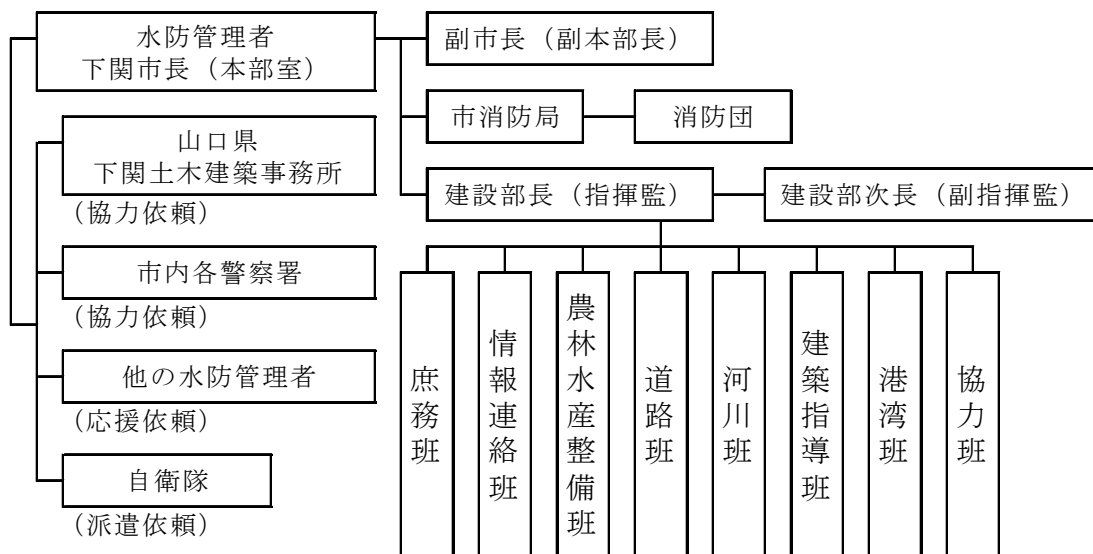 水防管理者
下関市長（本部室）
副市長（副本部長）
市消防局
消防団
山口県
下関土木建築事務所
（協力依頼）
建設部長（指揮監）
建設部次長（副指揮監）
市内各警察署
（協力依頼）
他の水防管理者
（応援依頼）
自衛隊
（派遣依頼）
庶務班
情報連絡班
農林水産整備班
道路班
河川班
建築指導班
港湾班
協力班